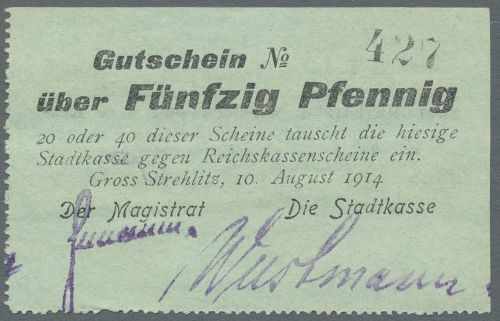 Gutschein № 427
über Fünfzig Pfennig
20 oder 40 dieser Scheine tauscht die hiesige
Stadtkasse gegen Reichskassenscheine ein.
Gross Strehlitz, 10. August 1914
Der Magistrat Die Stadtkasse